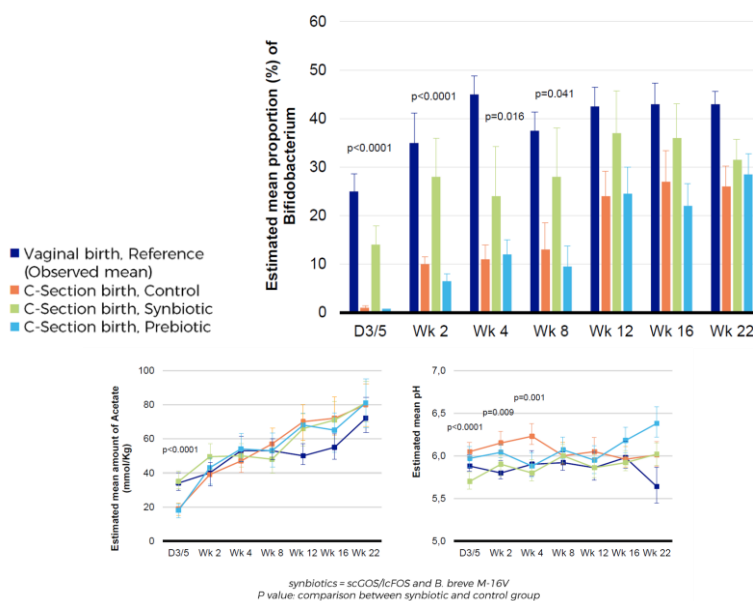 Estimated mean proportion (%) of
Bifidobacterium
60
50
40
30
20
10
0
p<0.0001
p<0.0001
p=0.016
p=0.041
D3/5 Wk 2 Wk 4 Wk 8 Wk 12 Wk 16 Wk 22
Vaginal birth, Reference
(Observed mean)
C-Section birth, Control
C-Section birth, Synbiotic
C-Section birth, Prebiotic
Estimated mean amount of Acetate
(mmol/Kg)
100
80
60
40
20
0
p<0.0001
D3/5 Wk 2 Wk 4 Wk 8 Wk 12 Wk 16 Wk 22
Estimated mean pH
7,0
6,5
6,0
5,5
5,0
p<0.0001
p=0.009
p=0.001
D3/5 Wk 2 Wk 4 Wk 8 Wk 12 Wk 16 Wk 22
synbiotics = scGOS/lcFOS and B. breve M-16V
P value: comparison between synbiotic and control group